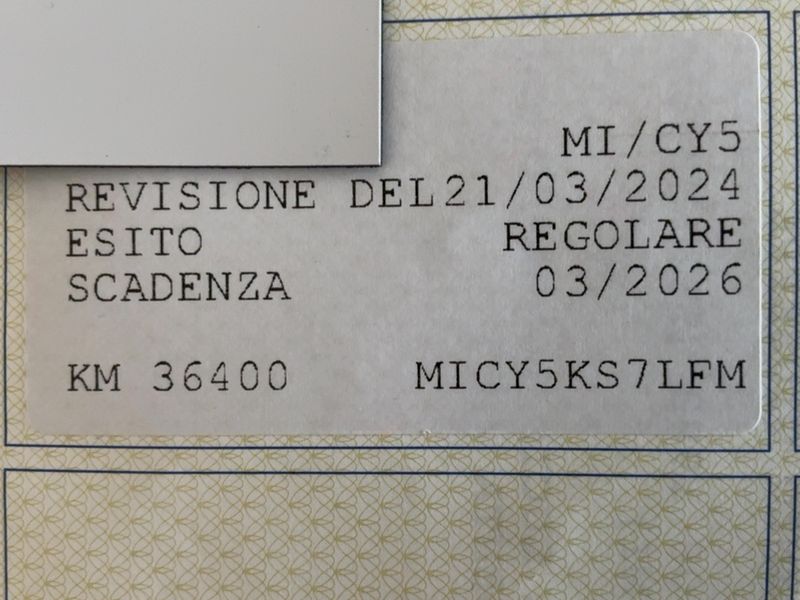 MI/CY5
REVISIONE DEL21/03/2024
ESITO REGOLARE
SCADENZA 03/2026
KM 36400 MICY5KS7LFM